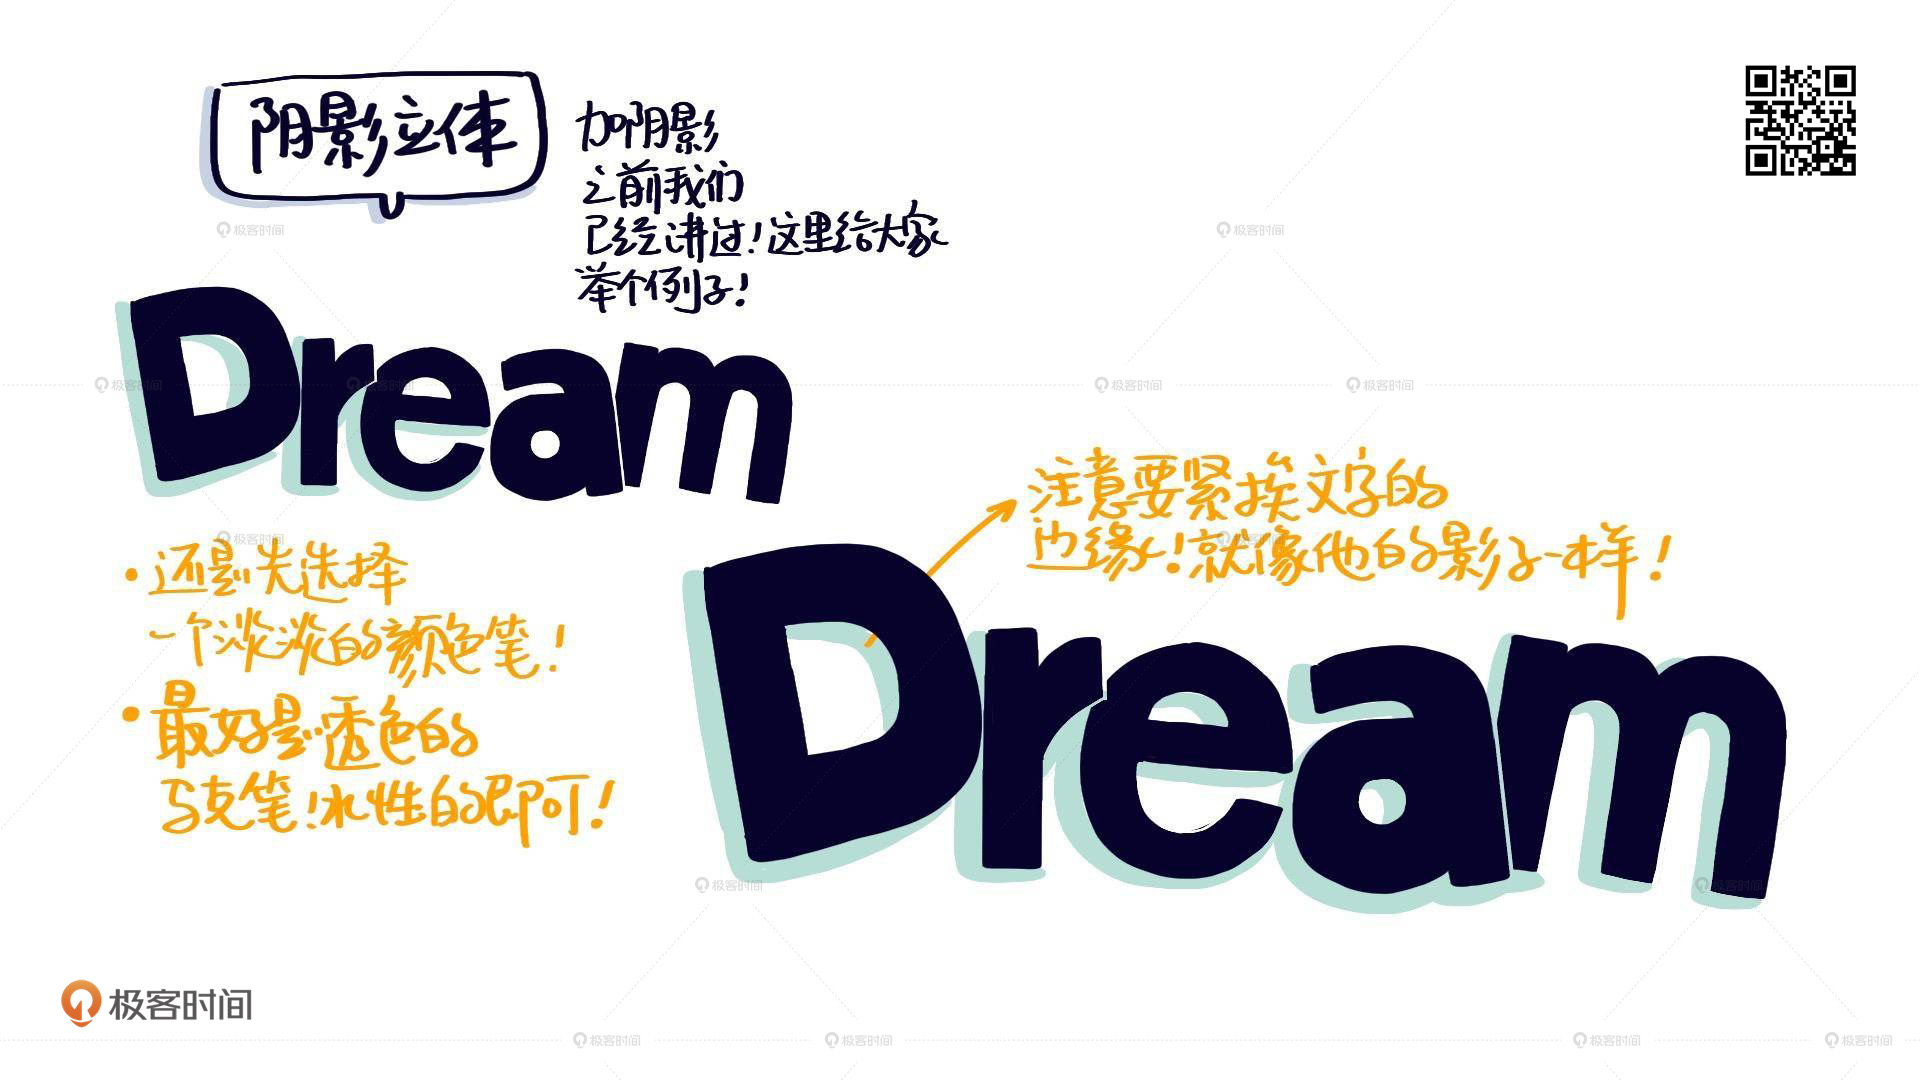 阴影立体
加阴影
之前我们
已经讲过！这里给大家
举个例子！
Dream
注意要紧挨文字的
边缘！就像他的影子一样！
• 还是先选择
一个淡淡的颜色笔！
• 最好是透色的
马克笔！水性的即可！
Dream
极客时间